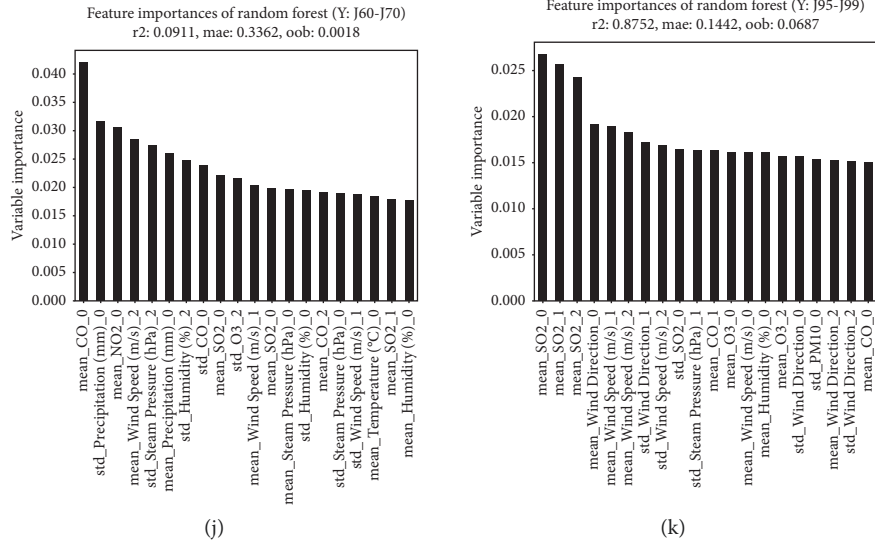 Feature importances of random forest (Y: J60-J70)
r2: 0.0911, mae: 0.3362, oob: 0.0018
Variable importance
0.040
0.035
0.030
0.025
0.020
0.015
0.010
0.005
0.000
mean_CO_0
std_Precipitation (mm)_0
mean_NO2_0
mean_Wind Speed (m/s)_2
std_Steam Pressure (hPa)_2
mean_Precipitation (mm)_0
std_Humidity (%)_2
std_CO_0
mean_SO2_0
std_O3_2
mean_Wind Speed (m/s)_1
mean_SO2_0
mean_Steam Pressure (hPa)_0
std_Humidity (%)_0
mean_CO_2
std_Steam Pressure (hPa)_0
std_Wind Speed (m/s)_1
mean_Temperature (°C)_0
mean_SO2_1
mean_Humidity (%)_0
(j)
Feature importances of random forest (Y: J95-J99)
r2: 0.8752, mae: 0.1442, oob: 0.0687
Variable importance
0.025
0.020
0.015
0.010
0.005
0.000
mean_SO2_0
mean_SO2_1
mean_SO2_2
mean_Wind Direction_0
mean_Wind Speed (m/s)_1
mean_Wind Speed (m/s)_2
std_Wind Direction_1
std_Wind Speed (m/s)_2
std_SO2_0
std_Steam Pressure (hPa)_1
mean_CO_1
mean_O3_0
mean_Wind Speed (m/s)_0
mean_Humidity (%)_0
mean_O3_2
std_Wind Direction_0
std_PM10_0
mean_Wind Direction_2
std_Wind Direction_2
mean_CO_0
(k)